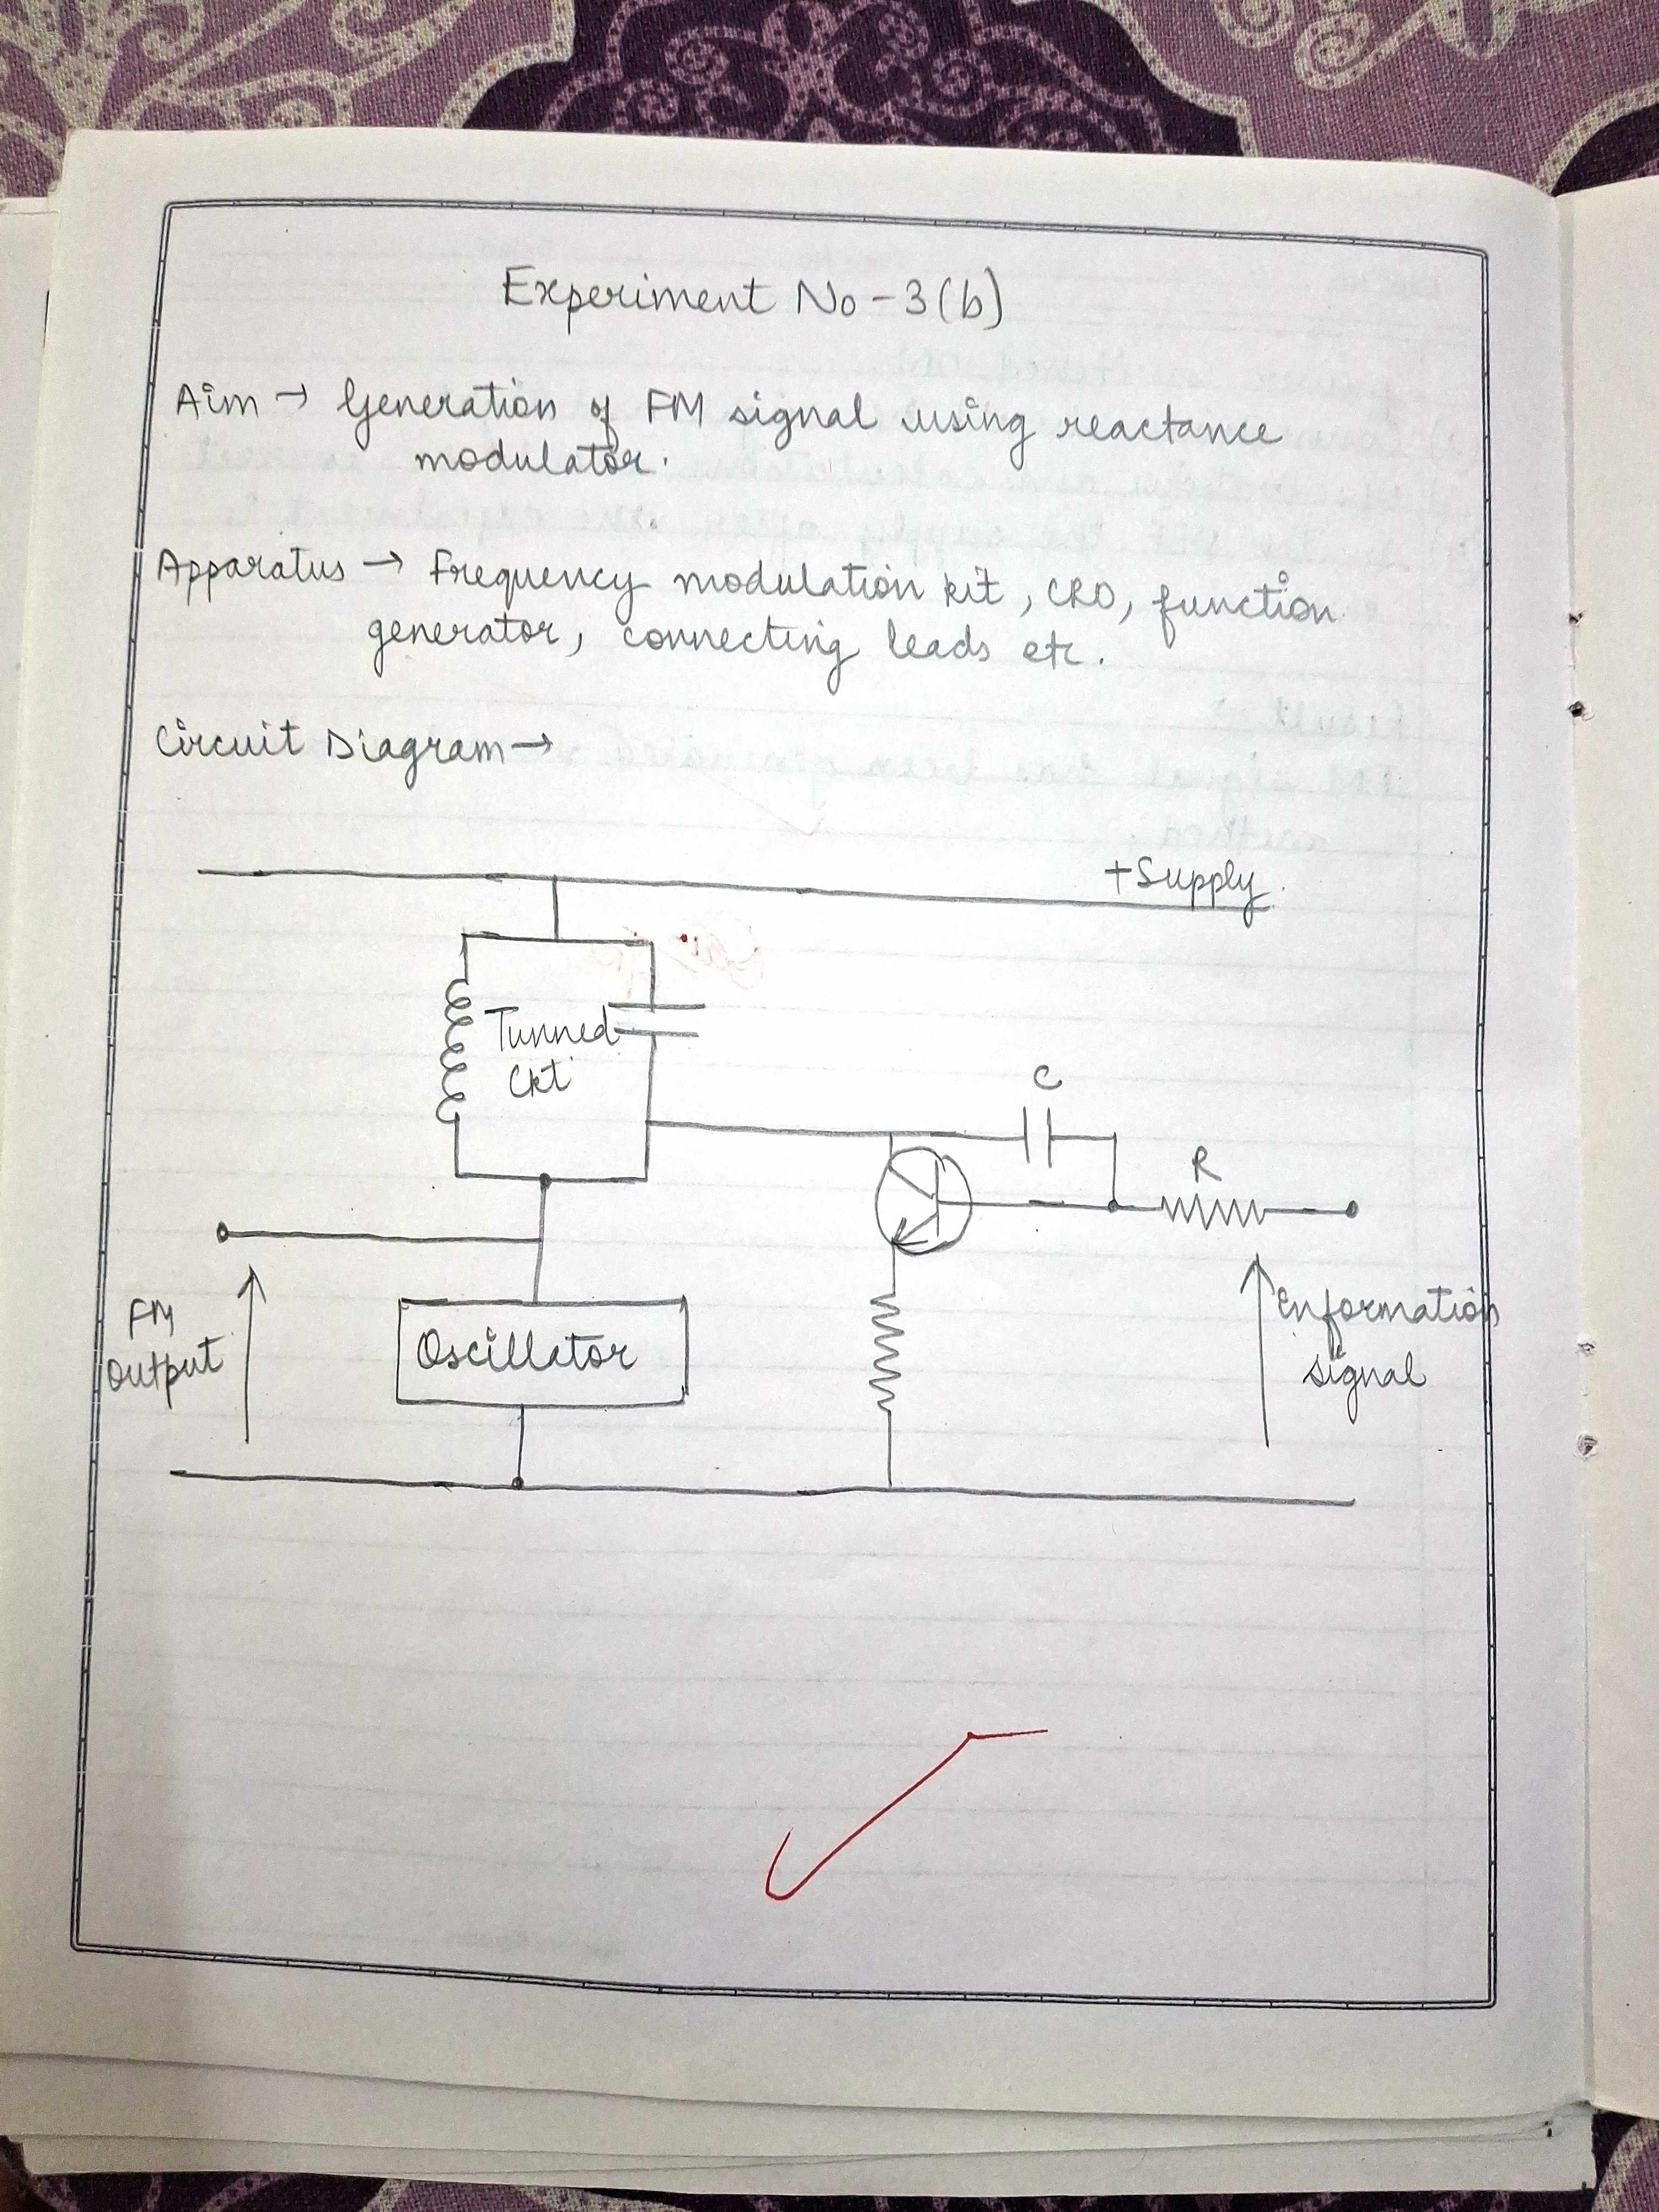 Experiment No - 3(b)
Aim → Generation of FM signal using reactance
modulator.
Apparatus → Frequency modulation kit, CRO, function
generator, connecting leads etc.
Circuit Diagram →
+Supply
Tunned
Ckt
C
R
FM
output
Oscillator
Information
signal